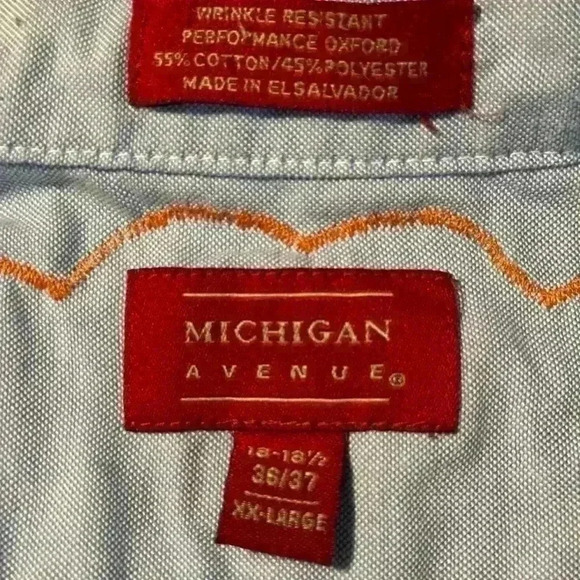 WRINKLE RESISTANT
PERFORMANCE OXFORD
55% COTTON/45% POLYESTER
MADE IN EL SALVADOR
MICHIGAN
AVENUE®
18-18½
36/37
XX-LARGE